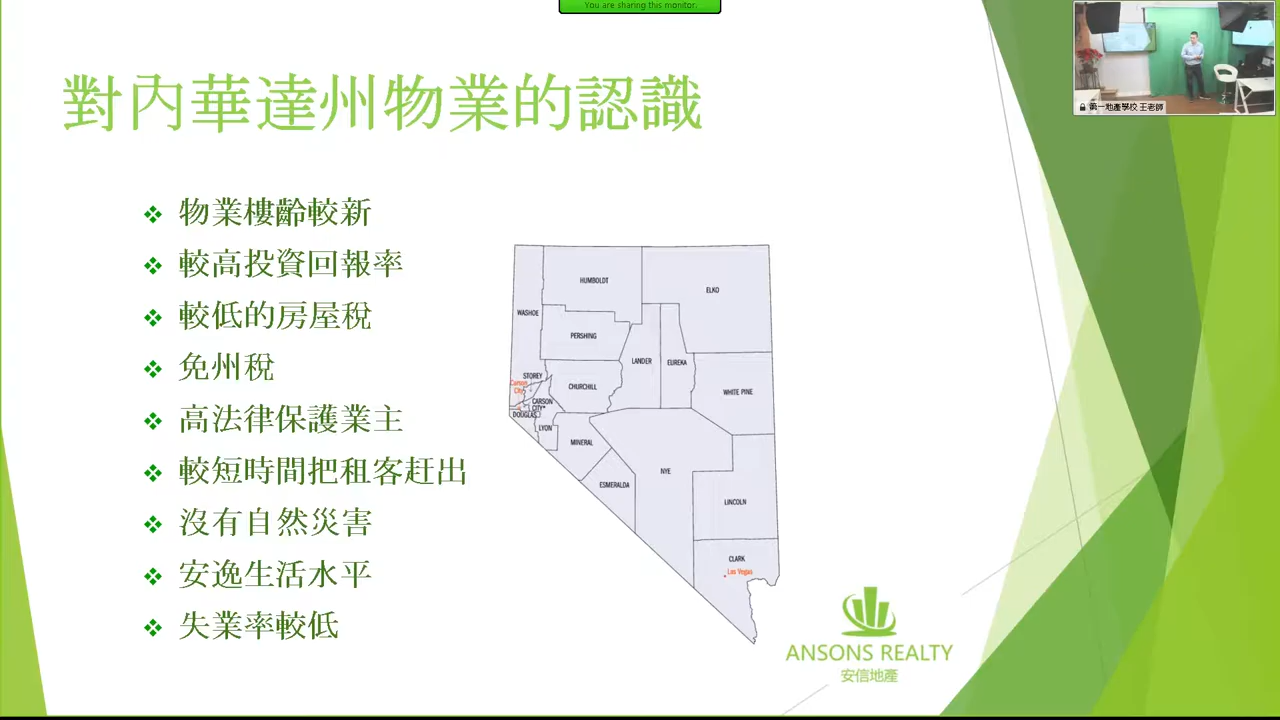 You are sharing this monitor.
第一地產學校 王老師
對內華達州物業的認識
物業樓齡較新
較高投資回報率
較低的房屋稅
免州稅
高法律保護業主
較短時間把租客赶出
沒有自然災害
安逸生活水平
失業率較低
HUMBOLDT
ELKO
WASHOE
PERSHING
LANDER
EUREKA
STOREY
Carson City
CHURCHILL
WHITE PINE
CARSON CITY*
DOUGLAS
LYON
MINERAL
NYE
ESMERALDA
LINCOLN
CLARK
Las Vegas
ANSONS REALTY
安信地產